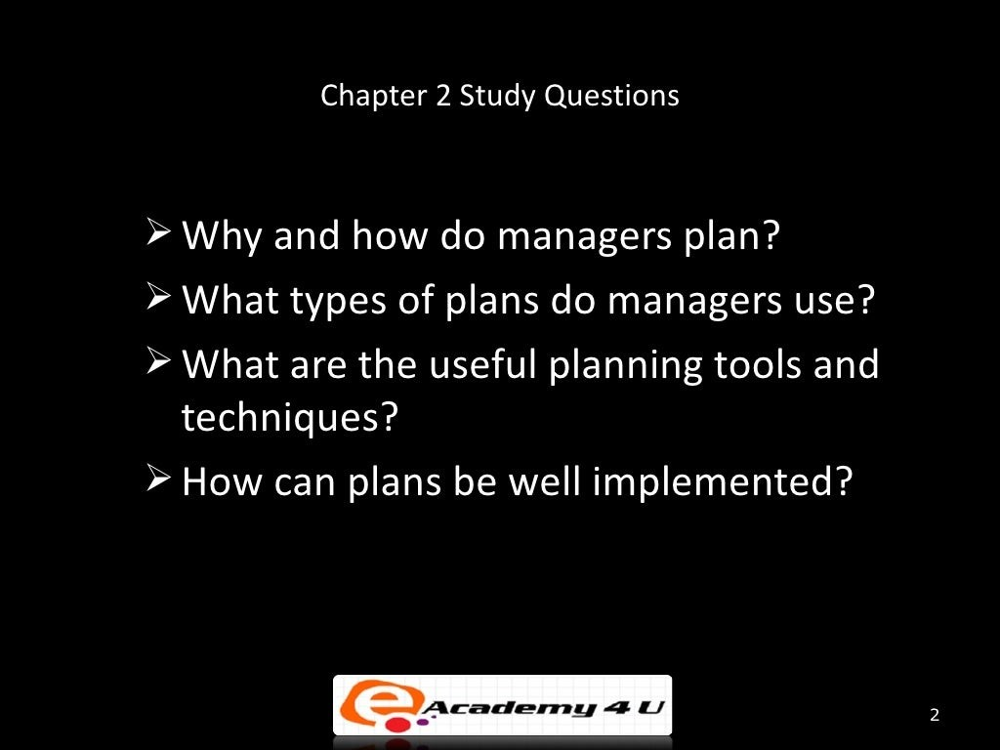 Chapter 2 Study Questions
➢ Why and how do managers plan?
➢ What types of plans do managers use?
➢ What are the useful planning tools and
techniques?
➢ How can plans be well implemented?
e Academy 4 U
2